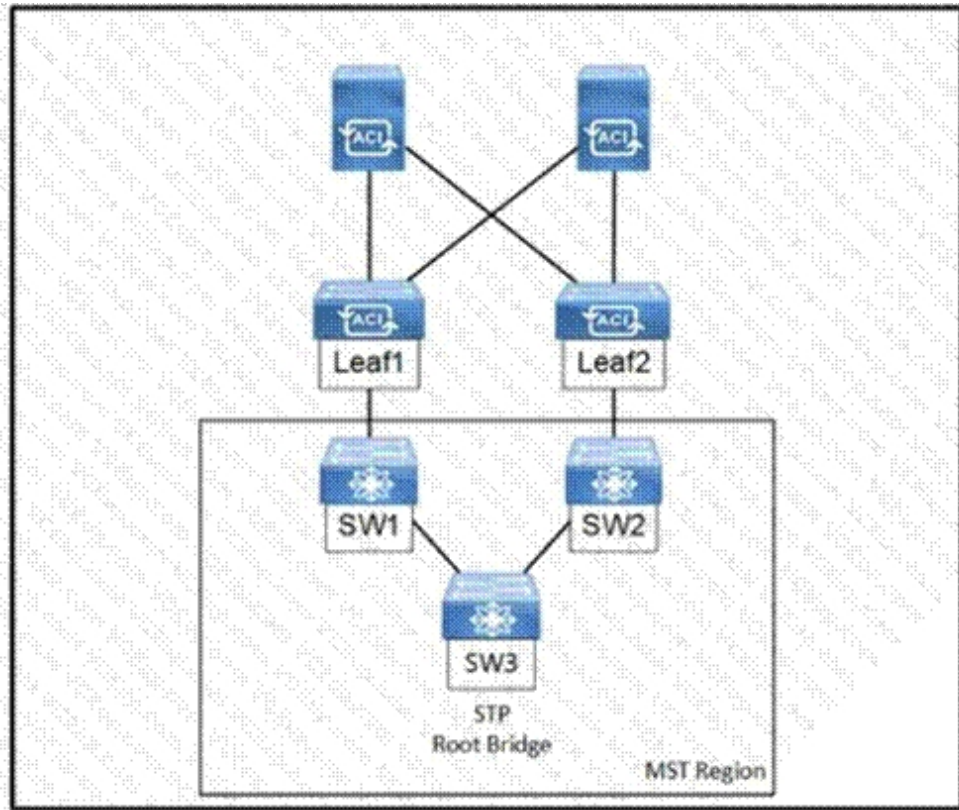 ACI
ACI
ACI
ACI
Leaf1
Leaf2
SW1
SW2
SW3
STP
Root Bridge
MST Region